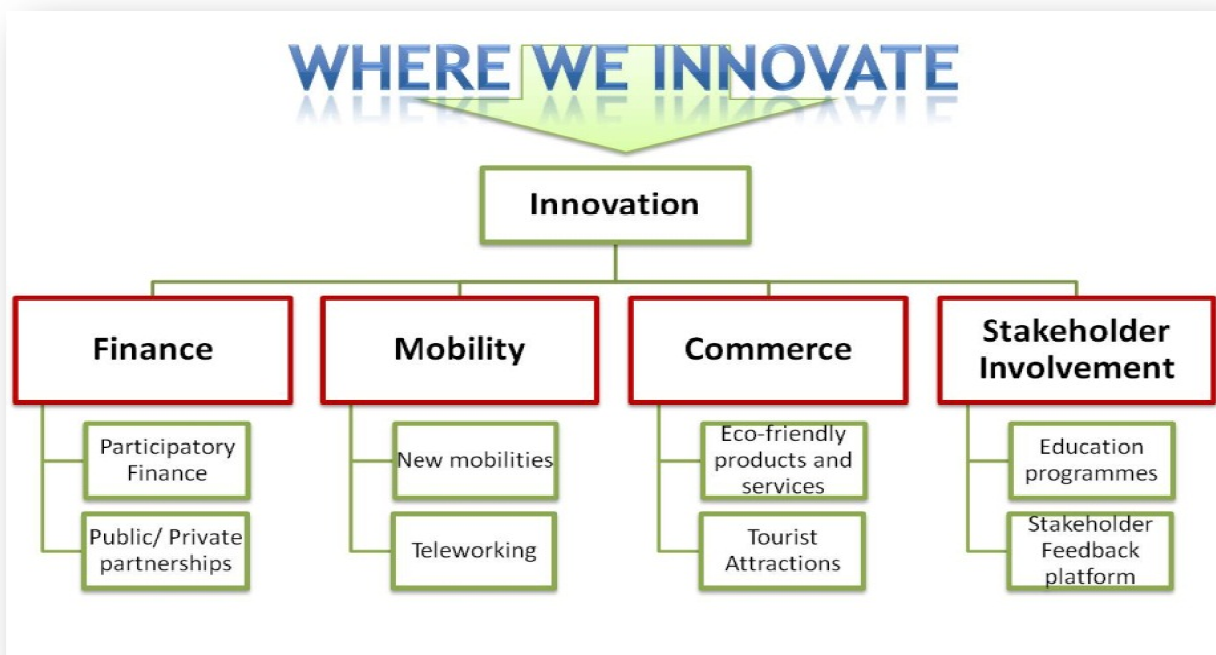 WHERE WE INNOVATE
Innovation
Finance
Participatory
Finance
Public/ Private
partnerships
Mobility
New mobilities
Teleworking
Commerce
Eco-friendly
products and
services
Tourist
Attractions
Stakeholder
Involvement
Education
programmes
Stakeholder
Feedback
platform